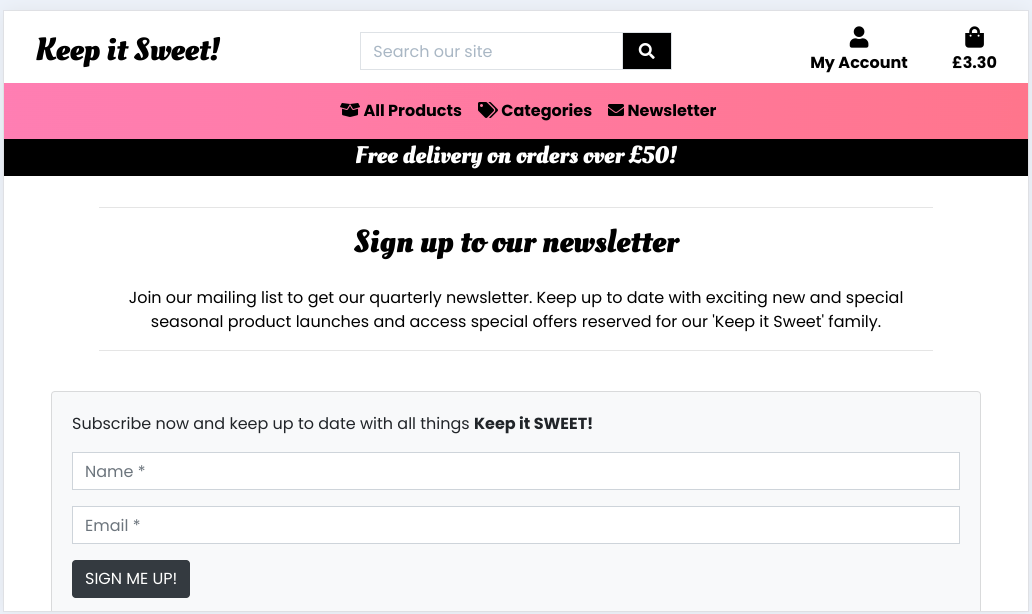 Keep it Sweet!
Search our site
My Account
£3.30
All Products
Categories
Newsletter
Free delivery on orders over £50!
Sign up to our newsletter
Join our mailing list to get our quarterly newsletter. Keep up to date with exciting new and special
seasonal product launches and access special offers reserved for our 'Keep it Sweet' family.
Subscribe now and keep up to date with all things Keep it SWEET!
Name *
Email *
SIGN ME UP!